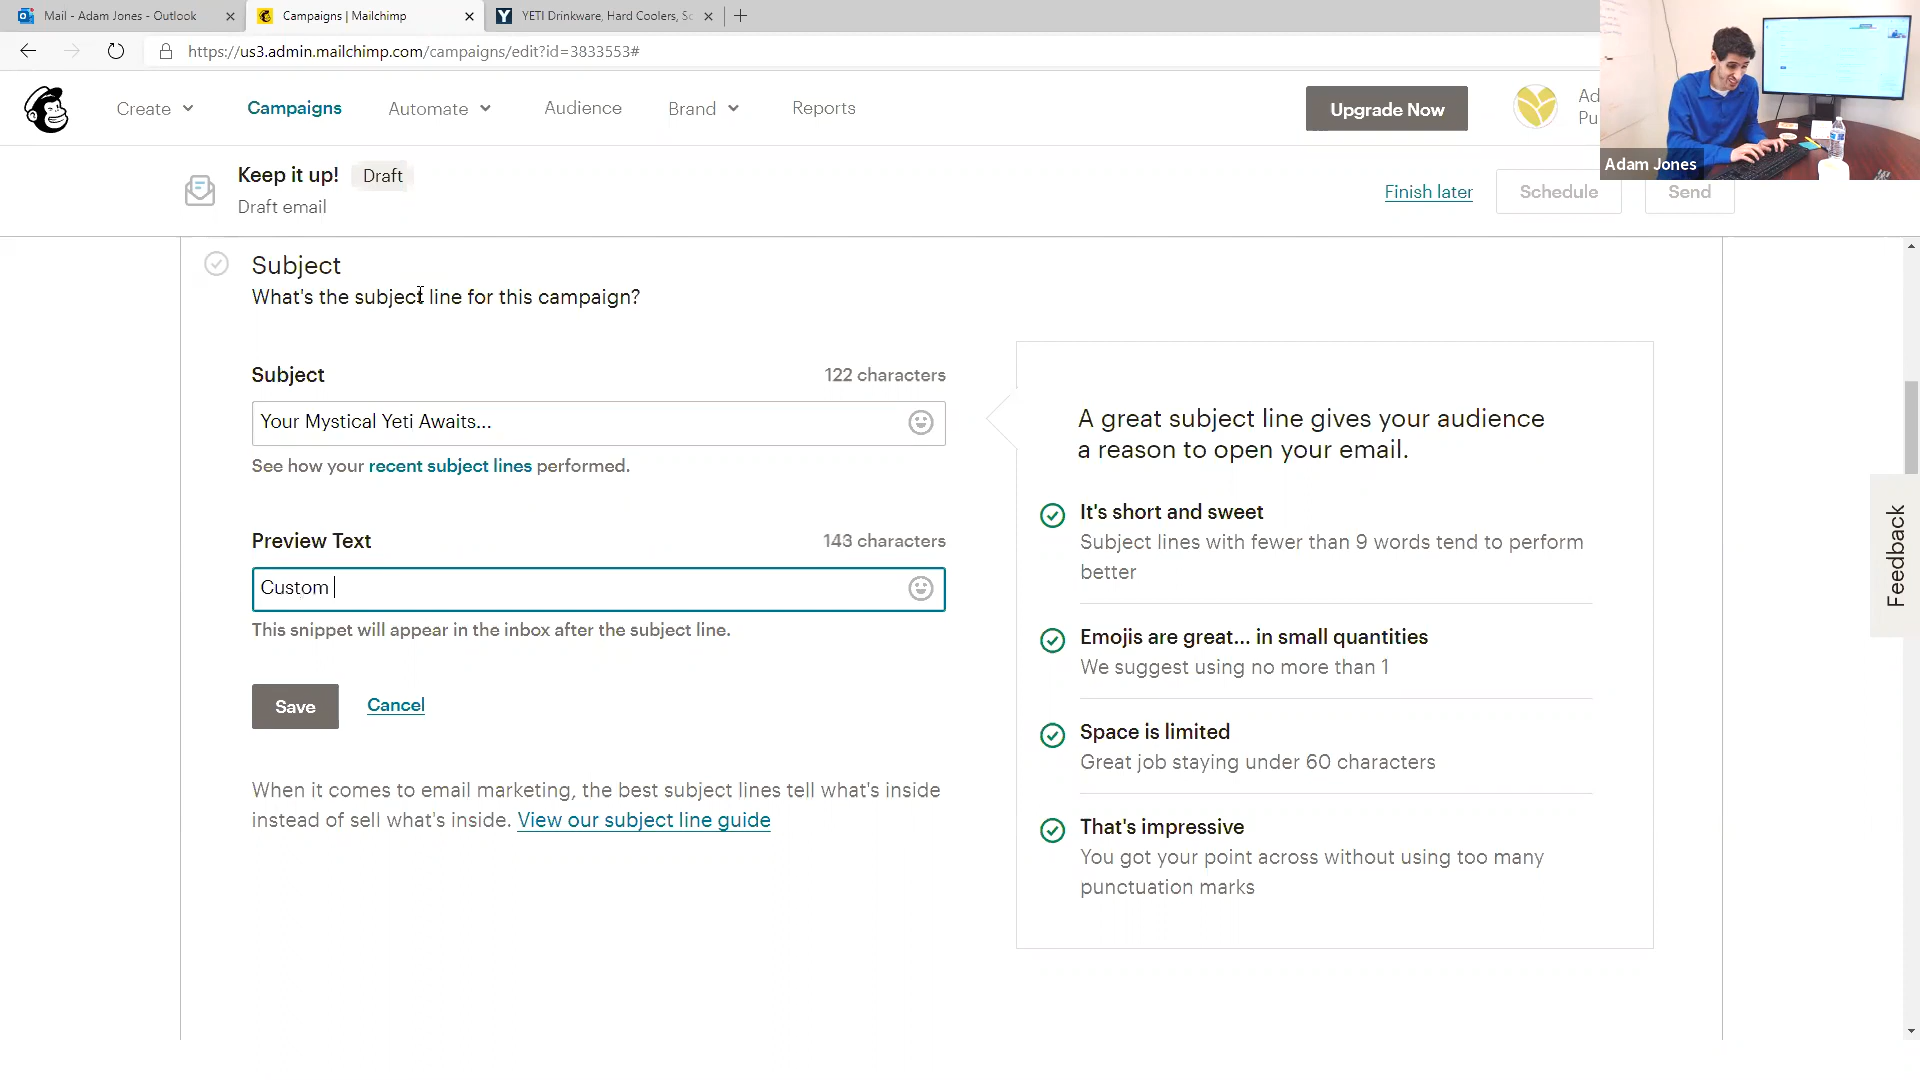 Mail - Adam Jones - Outlook
Campaigns | Mailchimp
YETI Drinkware, Hard Coolers, So
https://us3.admin.mailchimp.com/campaigns/edit?id=3833553#
Create
Campaigns
Automate
Audience
Brand
Reports
Upgrade Now
Ad
Pu
Adam Jones
Keep it up!
Draft
Draft email
Finish later
Schedule
Send
Subject
What's the subject line for this campaign?
Subject
122 characters
Your Mystical Yeti Awaits...
See how your recent subject lines performed.
Preview Text
143 characters
Custom
This snippet will appear in the inbox after the subject line.
Save
Cancel
When it comes to email marketing, the best subject lines tell what's inside
instead of sell what's inside. View our subject line guide
A great subject line gives your audience
a reason to open your email.
It's short and sweet
Subject lines with fewer than 9 words tend to perform
better
Emojis are great... in small quantities
We suggest using no more than 1
Space is limited
Great job staying under 60 characters
That's impressive
You got your point across without using too many
punctuation marks
Feedback